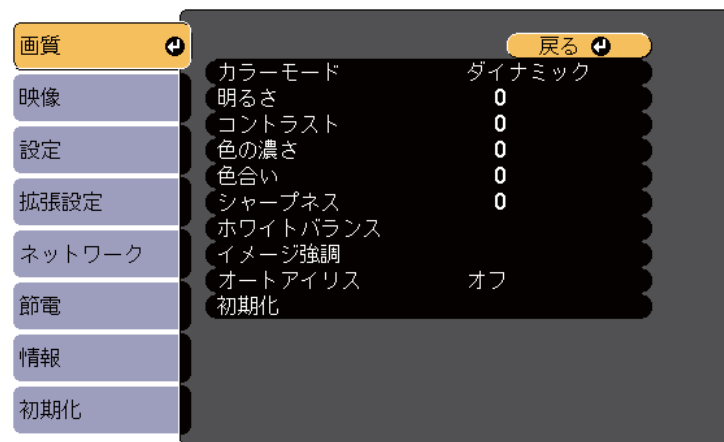 画質
映像
設定
拡張設定
ネットワーク
節電
情報
初期化
戻る
カラーモード ダイナミック
明るさ 0
コントラスト 0
色の濃さ 0
色合い 0
シャープネス 0
ホワイトバランス
イメージ強調
オートアイリス オフ
初期化